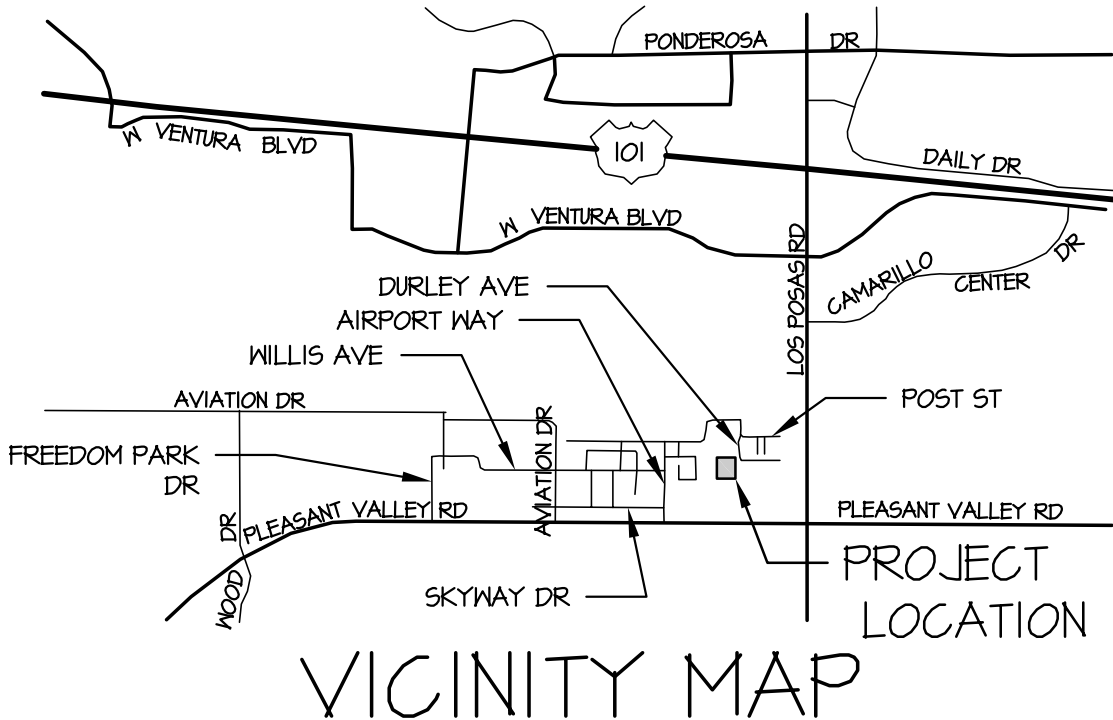 PONDEROSA DR
W VENTURA BLVD
101
DAILY DR
W VENTURA BLVD
LOS POSAS RD
CAMARILLO CENTER DR
DURLEY AVE
AIRPORT WAY
WILLIS AVE
AVIATION DR
POST ST
AVIATION DR
FREEDOM PARK
DR
WOOD DR
PLEASANT VALLEY RD
PLEASANT VALLEY RD
SKYWAY DR
PROJECT
LOCATION
VICINITY MAP